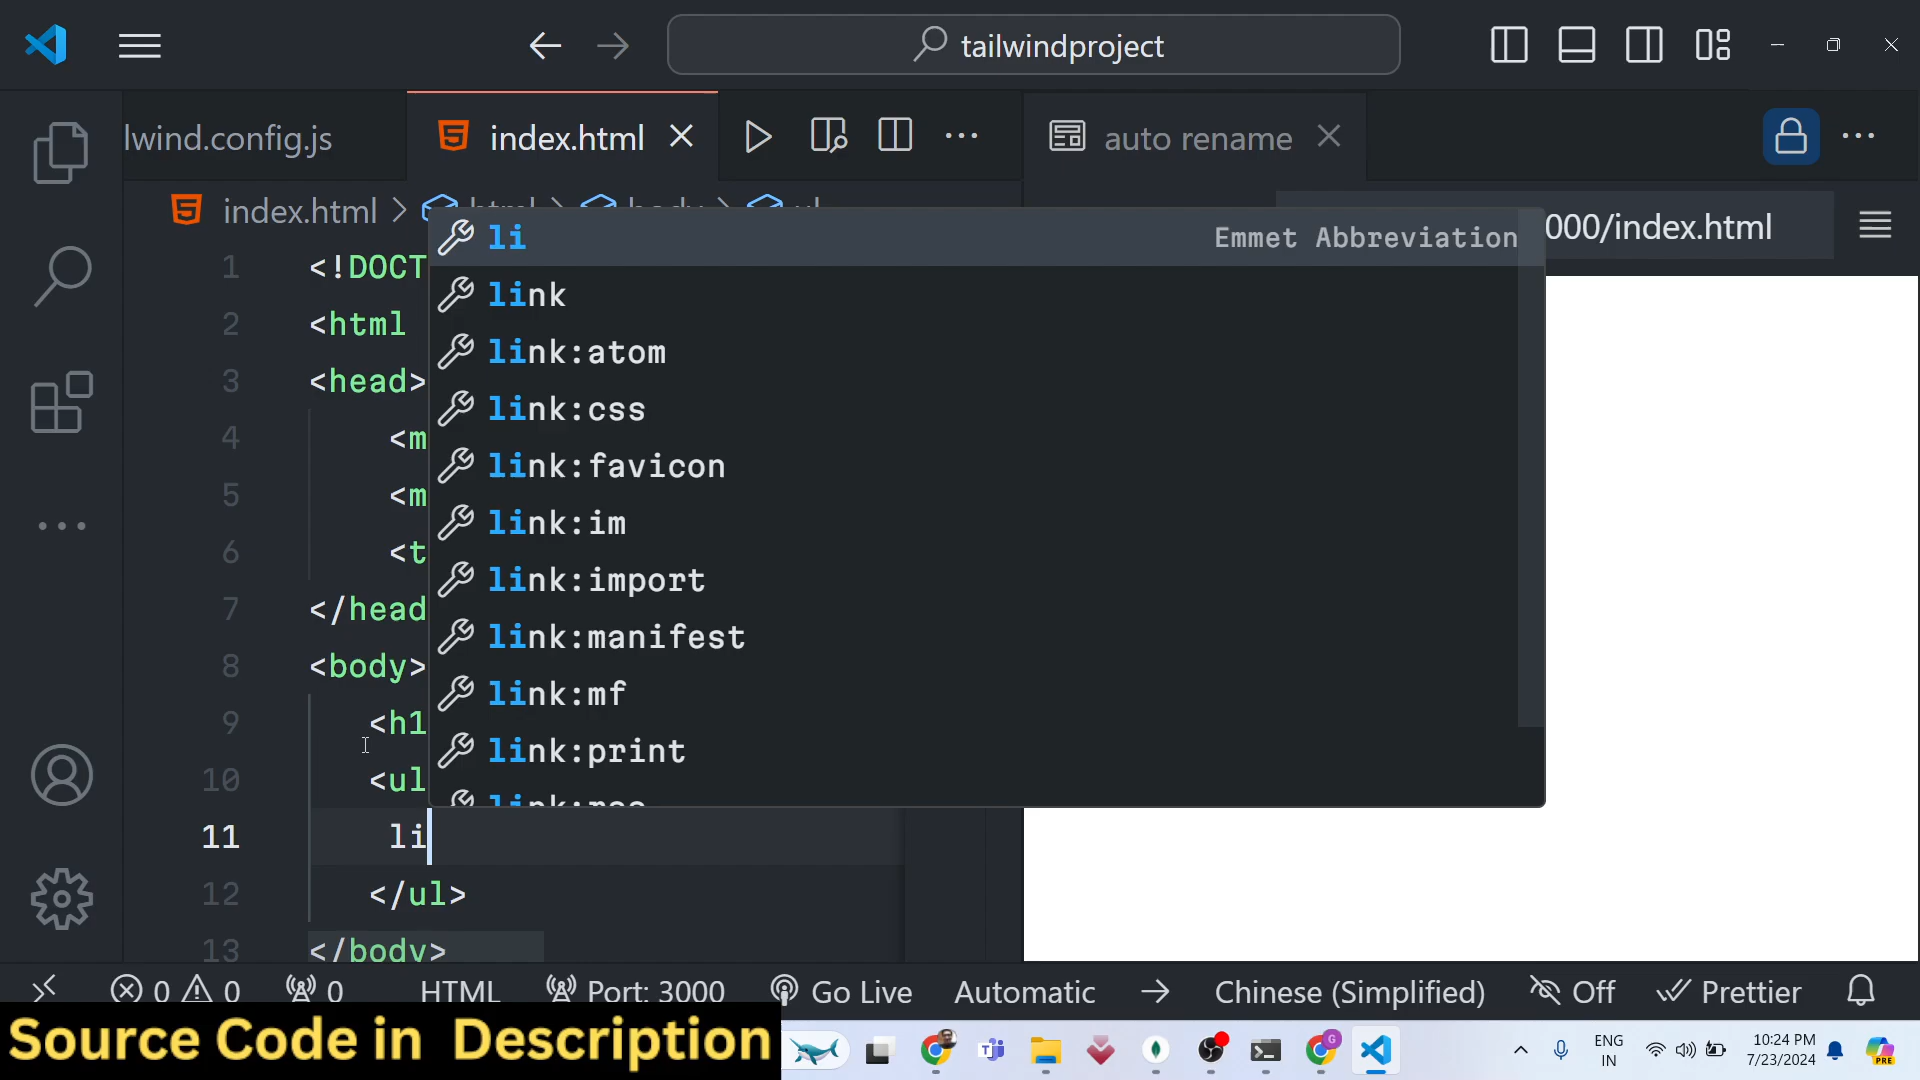 tailwindproject
lwind.config.js
index.html
auto rename
index.html
000/index.html
1 <!DOCT
2 <html
3 <head>
4 <m
5 <m
6 <t
7 </head
8 <body>
9 <h1
10 <ul
11 li
12 </ul>
13 </body>
li Emmet Abbreviation
link
link:atom
link:css
link:favicon
link:im
link:import
link:manifest
link:mf
link:print
0 0 0 HTML Port: 3000 Go Live Automatic Chinese (Simplified) Off Prettier
Source Code in Description
ENG
IN
10:24 PM
7/23/2024
PRE